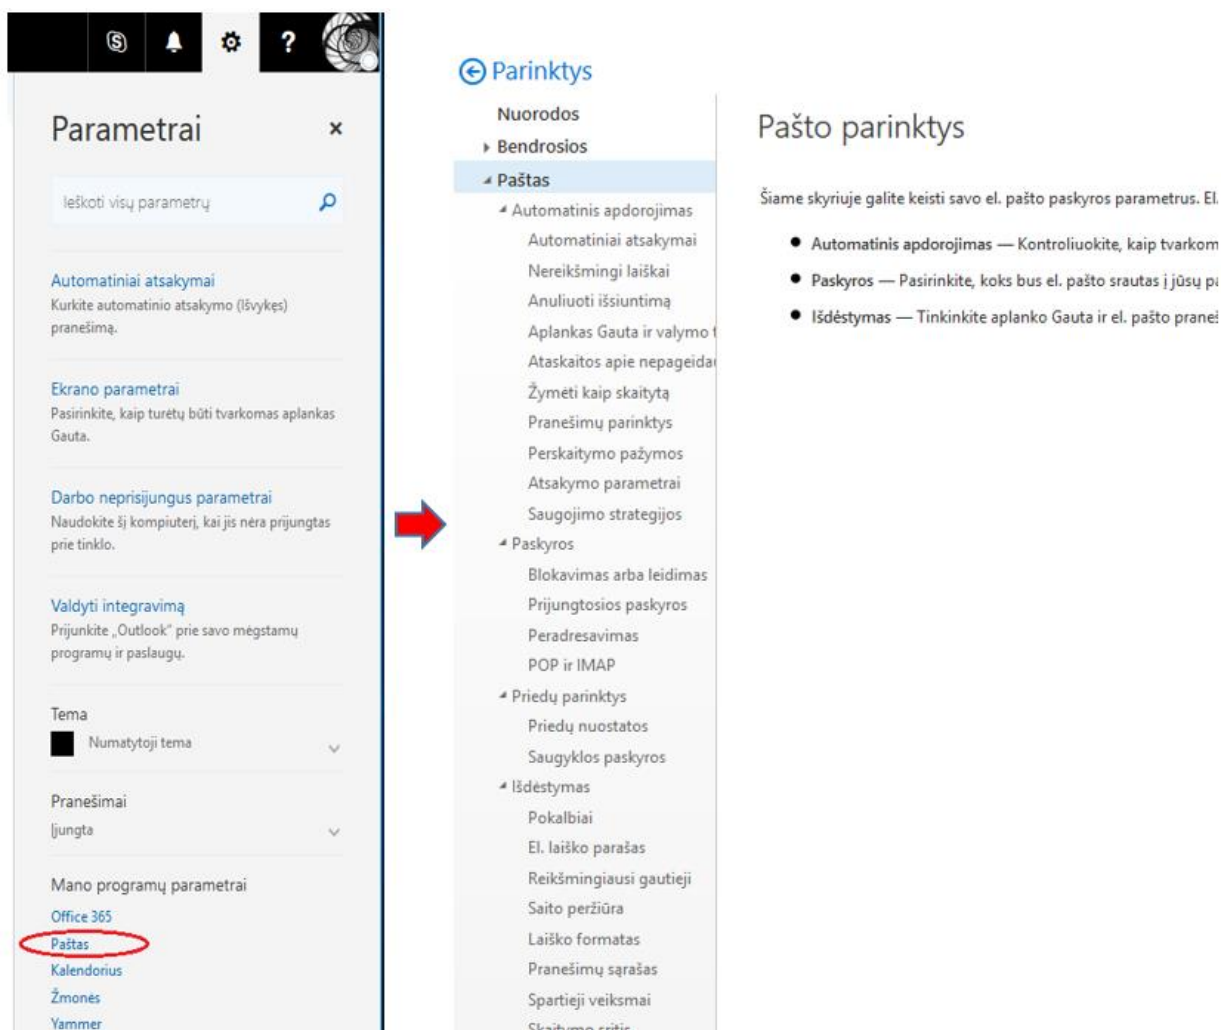 Parametrai
Ieškoti visų parametrų
Automatiniai atsakymai
Kurkite automatinio atsakymo (Išvykęs)
pranešimą.
Ekrano parametrai
Pasirinkite, kaip turėtų būti tvarkomas aplankas
Gauta.
Darbo neprisijungus parametrai
Naudokite šį kompiuterį, kai jis nėra prijungtas
prie tinklo.
Valdyti integravimą
Prijunkite „Outlook“ prie savo mėgstamų
programų ir paslaugų.
Tema
Numatytoji tema
Pranešimai
Įjungta
Mano programų parametrai
Office 365
Paštas
Kalendorius
Žmonės
Yammer
Parinktys
Nuorodos
Bendrosios
Paštas
Automatinis apdorojimas
Automatiniai atsakymai
Nereikšmingi laiškai
Anuliuoti išsiuntimą
Aplankas Gauta ir valymo
Ataskaitos apie
Žymėti kaip skaitytą
Pranešimų parinktys
Perskaitymo pažymos
Atsakymo parametrai
Saugojimo strategijos
Paskyros
Blokavimas arba leidimas
Prijungtosios paskyros
Peradresavimas
POP ir IMAP
Priedų parinktys
Priedų nuostatos
Saugyklos paskyros
Išdėstymas
Pokalbiai
El. laiško parašas
Reikšmingiausi gautieji
Saito peržiūra
Laiško formatas
Pranešimų sąrašas
Spartieji veiksmai
Skaitymo sritis
Pašto parinktys
Šiame skyriuje galite keisti savo el. pašto paskyros parametrus. El.
Automatinis apdorojimas — Kontroliuokite, kaip
Paskyros — Pasirinkite, koks bus el. pašto srautas į jūsų
Išdėstymas — Tinkinkite aplanko Gauta ir el. pašto